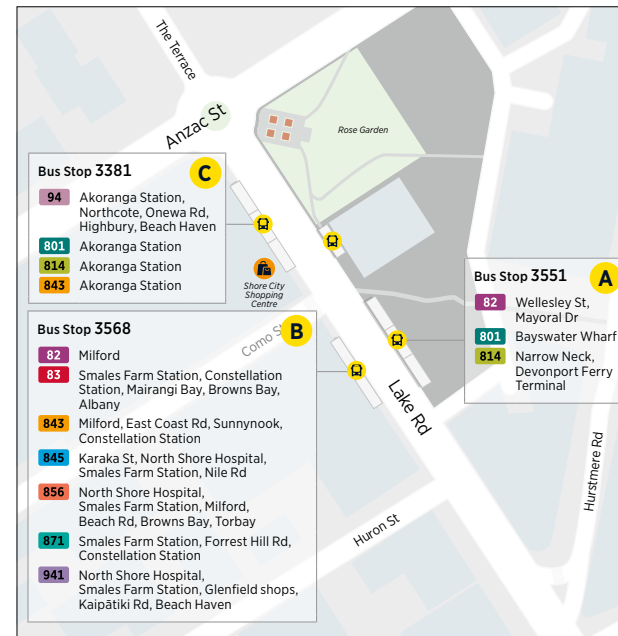 The Terrace
Anzac St
Rose Garden
Bus Stop 3381
C
94 Akoranga Station,
Northcote, Onewa Rd,
Highbury, Beach Haven
801 Akoranga Station
814 Akoranga Station
843 Akoranga Station
Shore City
Shopping
Centre
Bus Stop 3551
A
82 Wellesley St,
Mayoral Dr
801 Bayswater Wharf
814 Narrow Neck,
Devonport Ferry
Terminal
Como St
Bus Stop 3568
B
82 Milford
83 Smales Farm Station, Constellation
Station, Mairangi Bay, Browns Bay,
Albany
843 Milford, East Coast Rd, Sunnynook,
Constellation Station
845 Karaka St, North Shore Hospital,
Smales Farm Station, Nile Rd
856 North Shore Hospital,
Smales Farm Station, Milford,
Beach Rd, Browns Bay, Torbay
871 Smales Farm Station, Forrest Hill Rd,
Constellation Station
941 North Shore Hospital,
Smales Farm Station, Glenfield shops,
Kaipātiki Rd, Beach Haven
Lake Rd
Huron St
Hurstmere Rd